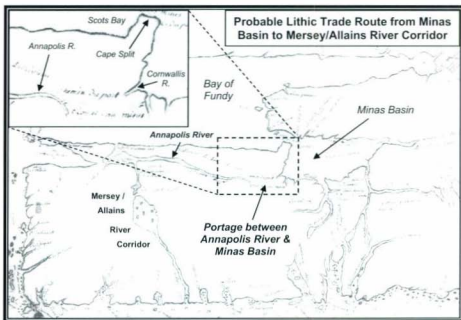 Probable Lithic Trade Route from Minas
Basin to Mersey/Allains River Corridor
Scots Bay
Annapolis R.
Cape Split
Cornwallis
R.
Bay of
Fundy
Minas Basin
Annapolis River
Mersey /
Allains
River
Corridor
Portage between
Annapolis River &
Minas Basin